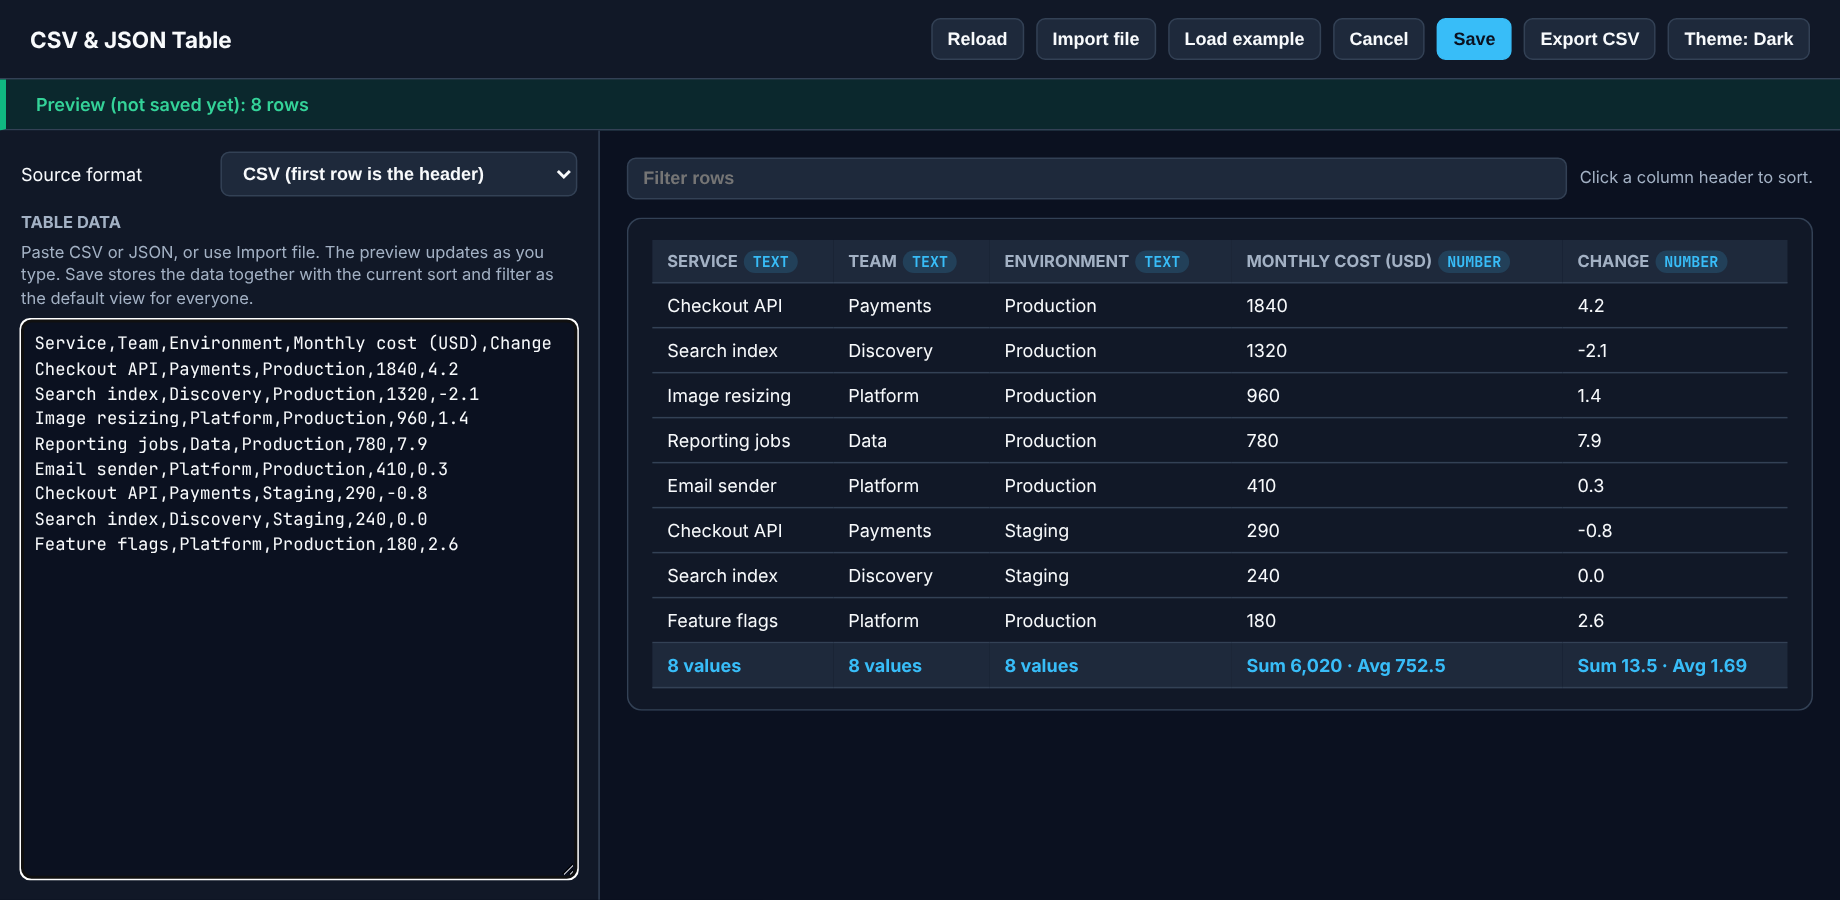 CSV & JSON Table
Reload
Import file
Load example
Cancel
Save
Export CSV
Theme: Dark
Preview (not saved yet): 8 rows
Source format
CSV (first row is the header)
TABLE DATA
Paste CSV or JSON, or use Import file. The preview updates as you
type. Save stores the data together with the current sort and filter as
the default view for everyone.
Service,Team,Environment,Monthly cost (USD),Change
Checkout API,Payments,Production,1840,4.2
Search index,Discovery,Production,1320,-2.1
Image resizing,Platform,Production,960,1.4
Reporting jobs,Data,Production,780,7.9
Email sender,Platform,Production,410,0.3
Checkout API,Payments,Staging,290,-0.8
Search index,Discovery,Staging,240,0.0
Feature flags,Platform,Production,180,2.6
Filter rows
Click a column header to sort.
SERVICE TEXT TEAM TEXT ENVIRONMENT TEXT MONTHLY COST (USD) NUMBER CHANGE NUMBER
Checkout API Payments Production 1840 4.2
Search index Discovery Production 1320 -2.1
Image resizing Platform Production 960 1.4
Reporting jobs Data Production 780 7.9
Email sender Platform Production 410 0.3
Checkout API Payments Staging 290 -0.8
Search index Discovery Staging 240 0.0
Feature flags Platform Production 180 2.6
8 values 8 values 8 values Sum 6,020 · Avg 752.5 Sum 13.5 · Avg 1.69